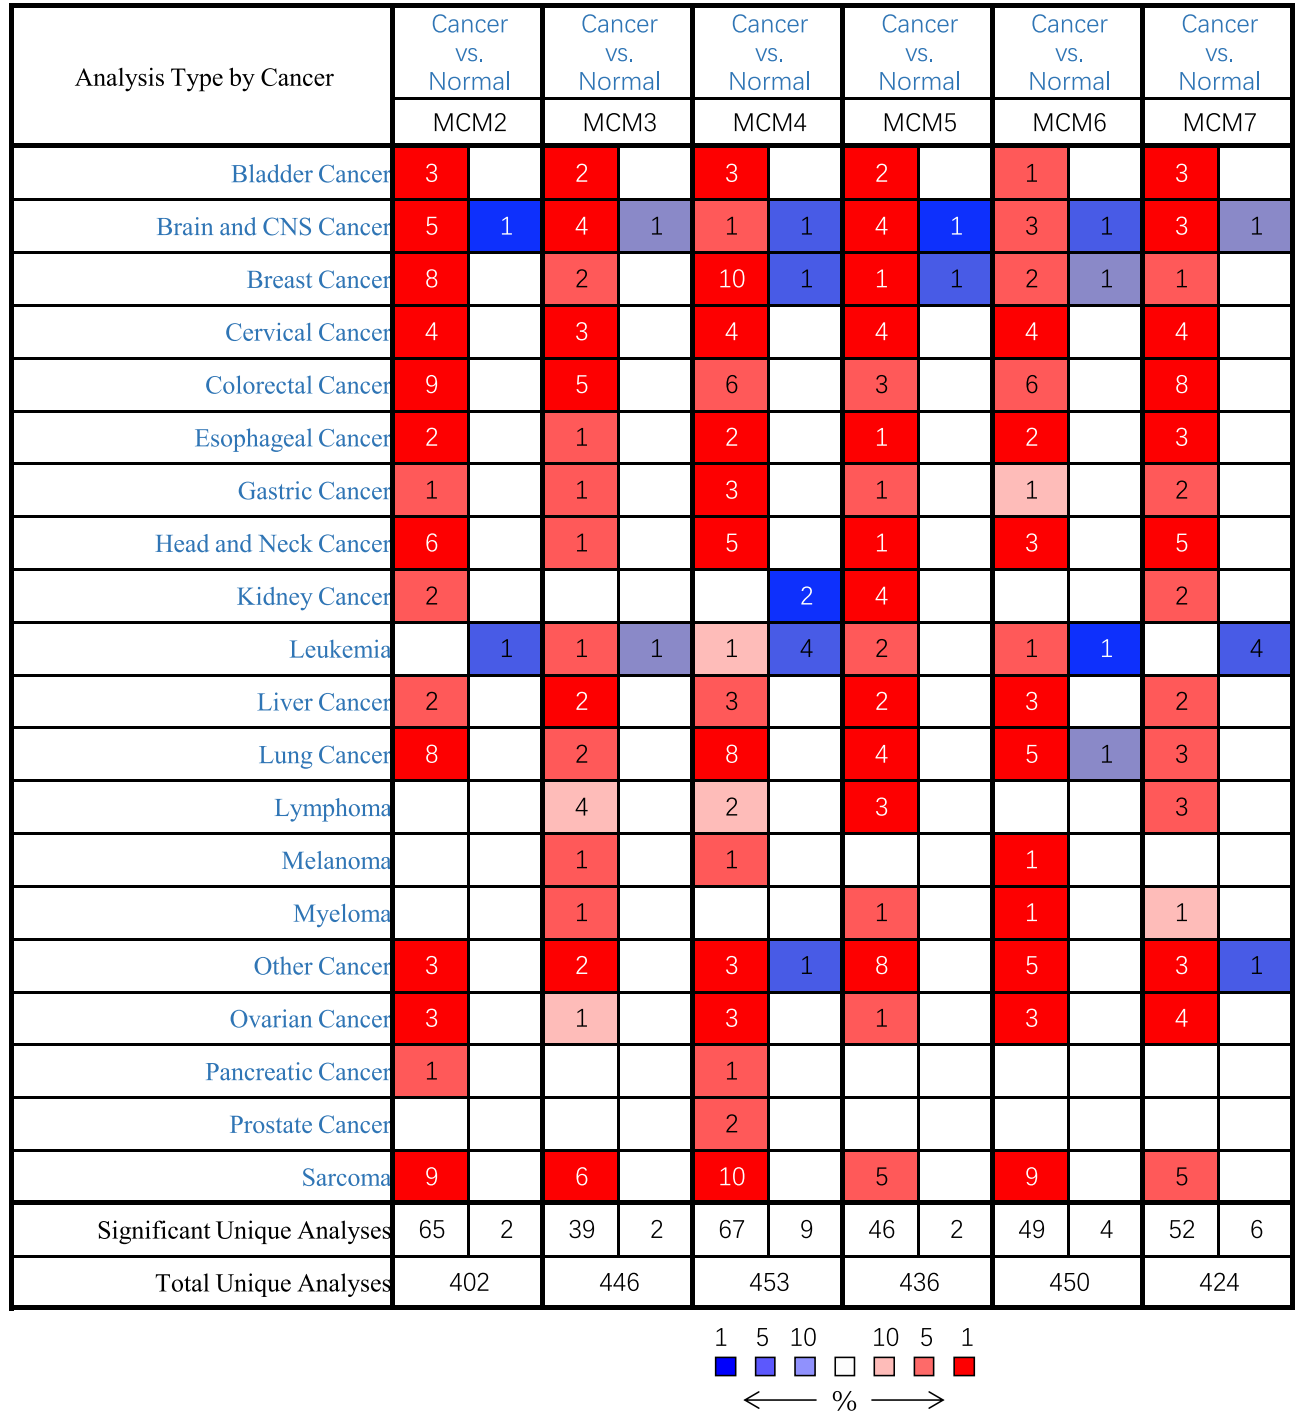 Analysis Type by Cancer
Cancer vs. Normal Cancer vs. Normal Cancer vs. Normal Cancer vs. Normal Cancer vs. Normal Cancer vs. Normal
MCM2 MCM3 MCM4 MCM5 MCM6 MCM7
Bladder Cancer 3 2 3 2 1 3
Brain and CNS Cancer 5 1 4 1 1 1 4 1 3 1 3 1
Breast Cancer 8 2 10 1 1 1 2 1 1
Cervical Cancer 4 3 4 4 4 4
Colorectal Cancer 9 5 6 3 6 8
Esophageal Cancer 2 1 2 1 2 3
Gastric Cancer 1 1 3 1 1 2
Head and Neck Cancer 6 1 5 1 3 5
Kidney Cancer 2 2 4 2
Leukemia 1 1 1 1 4 2 1 1 4
Liver Cancer 2 2 3 2 3 2
Lung Cancer 8 2 8 4 5 1 3
Lymphoma 4 2 3 3
Melanoma 1 1 1
Myeloma 1 1 1 1
Other Cancer 3 2 3 1 8 5 3 1
Ovarian Cancer 3 1 3 1 3 4
Pancreatic Cancer 1 1
Prostate Cancer 2
Sarcoma 9 6 10 5 9 5
Significant Unique Analyses 65 2 39 2 67 9 46 2 49 4 52 6
Total Unique Analyses 402 446 453 436 450 424
1 5 10 10 5 1
%